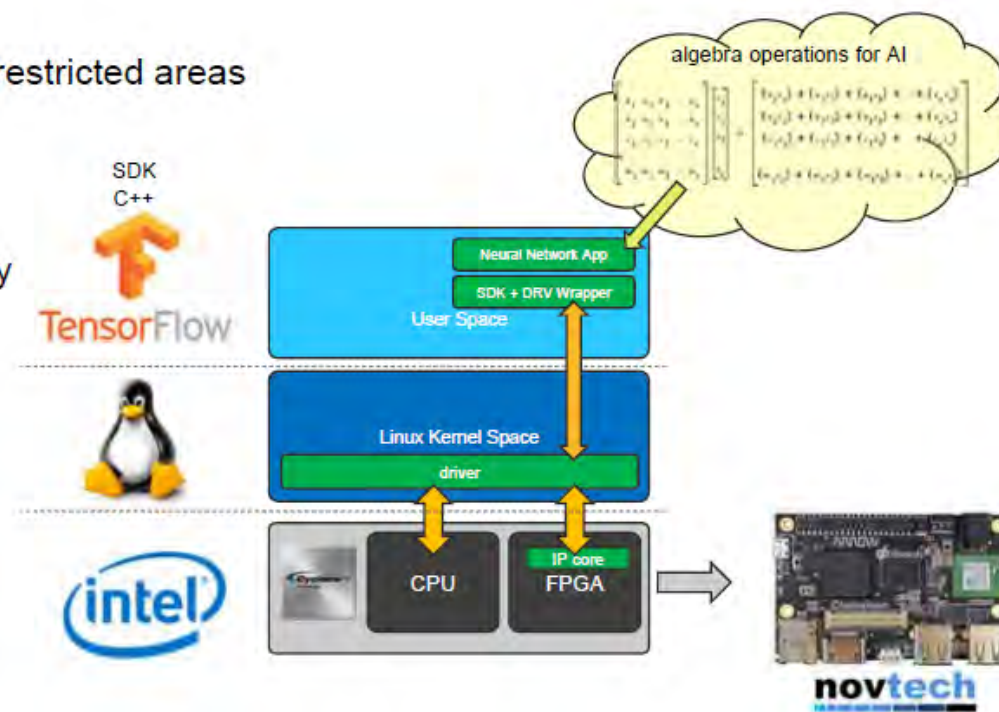 restricted areas
algebra operations for AI
SDK
C++
y
TensorFlow
Neural Network App
SDK + DRV Wrapper
User Space
Linux Kernel Space
driver
intel
Cyclone
CPU
IP core
FPGA
novtech